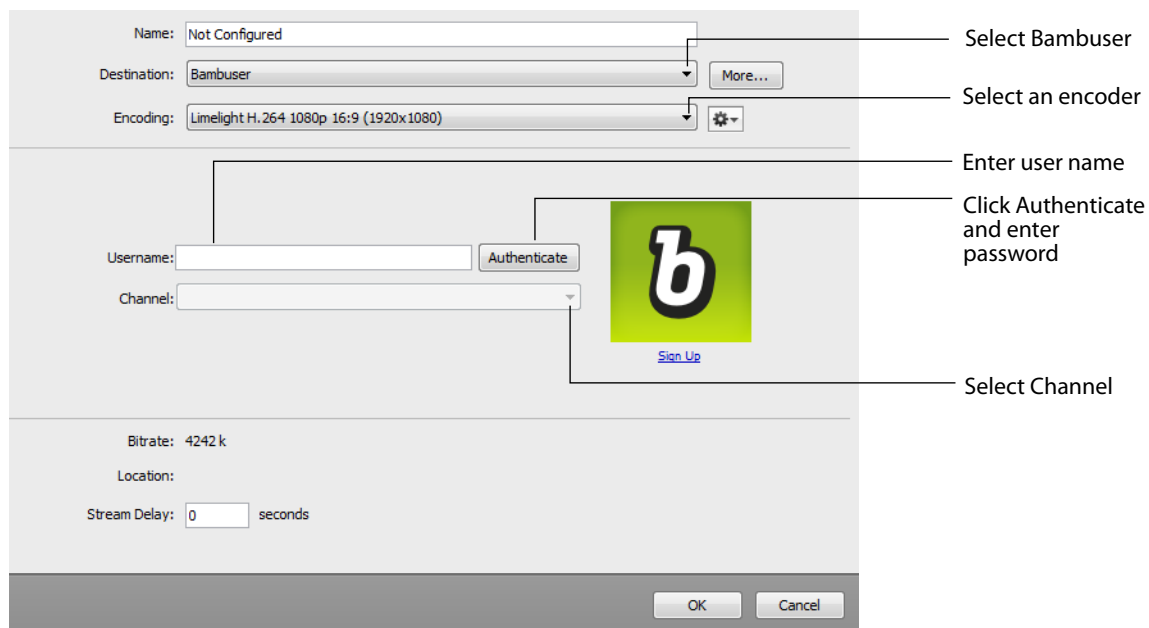 Name: Not Configured
Select Bambuser
Destination: Bambuser More...
Select an encoder
Encoding: Limelight H.264 1080p 16:9 (1920x1080)
Enter user name
Click Authenticate
and enter
password
b
Username: Authenticate
Channel:
Sign Up
Select Channel
Bitrate: 4242 k
Location:
Stream Delay: 0 seconds
OK Cancel